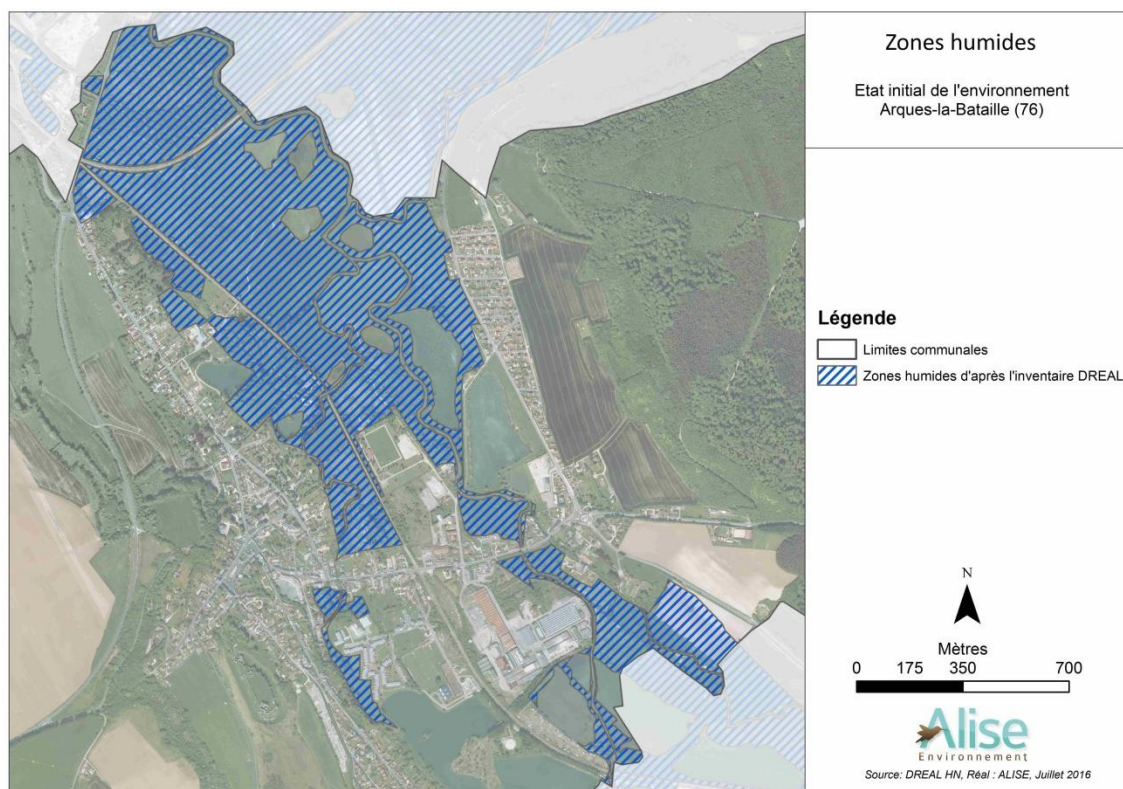 Zones humides
Etat initial de l'environnement
Arques-la-Bataille (76)
Légende
Limites communales
Zones humides d'après l'inventaire DREAL
N
Mètres
0 175 350 700
Alise
Environnement
Source: DREAL HN, Réal : ALISE, Juillet 2016